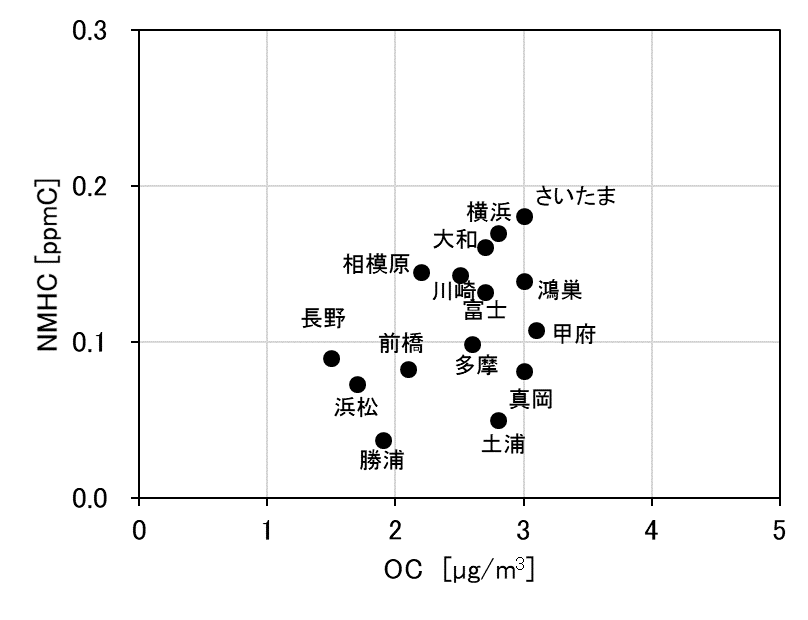 0.3
0.2
0.1
0.0
NMHC [ppmC]
さいたま
横浜
大和
相模原
川崎
鴻巣
富士
長野
甲府
前橋
多摩
真岡
浜松
土浦
勝浦
0 1 2 3 4 5
OC [μg/m³]